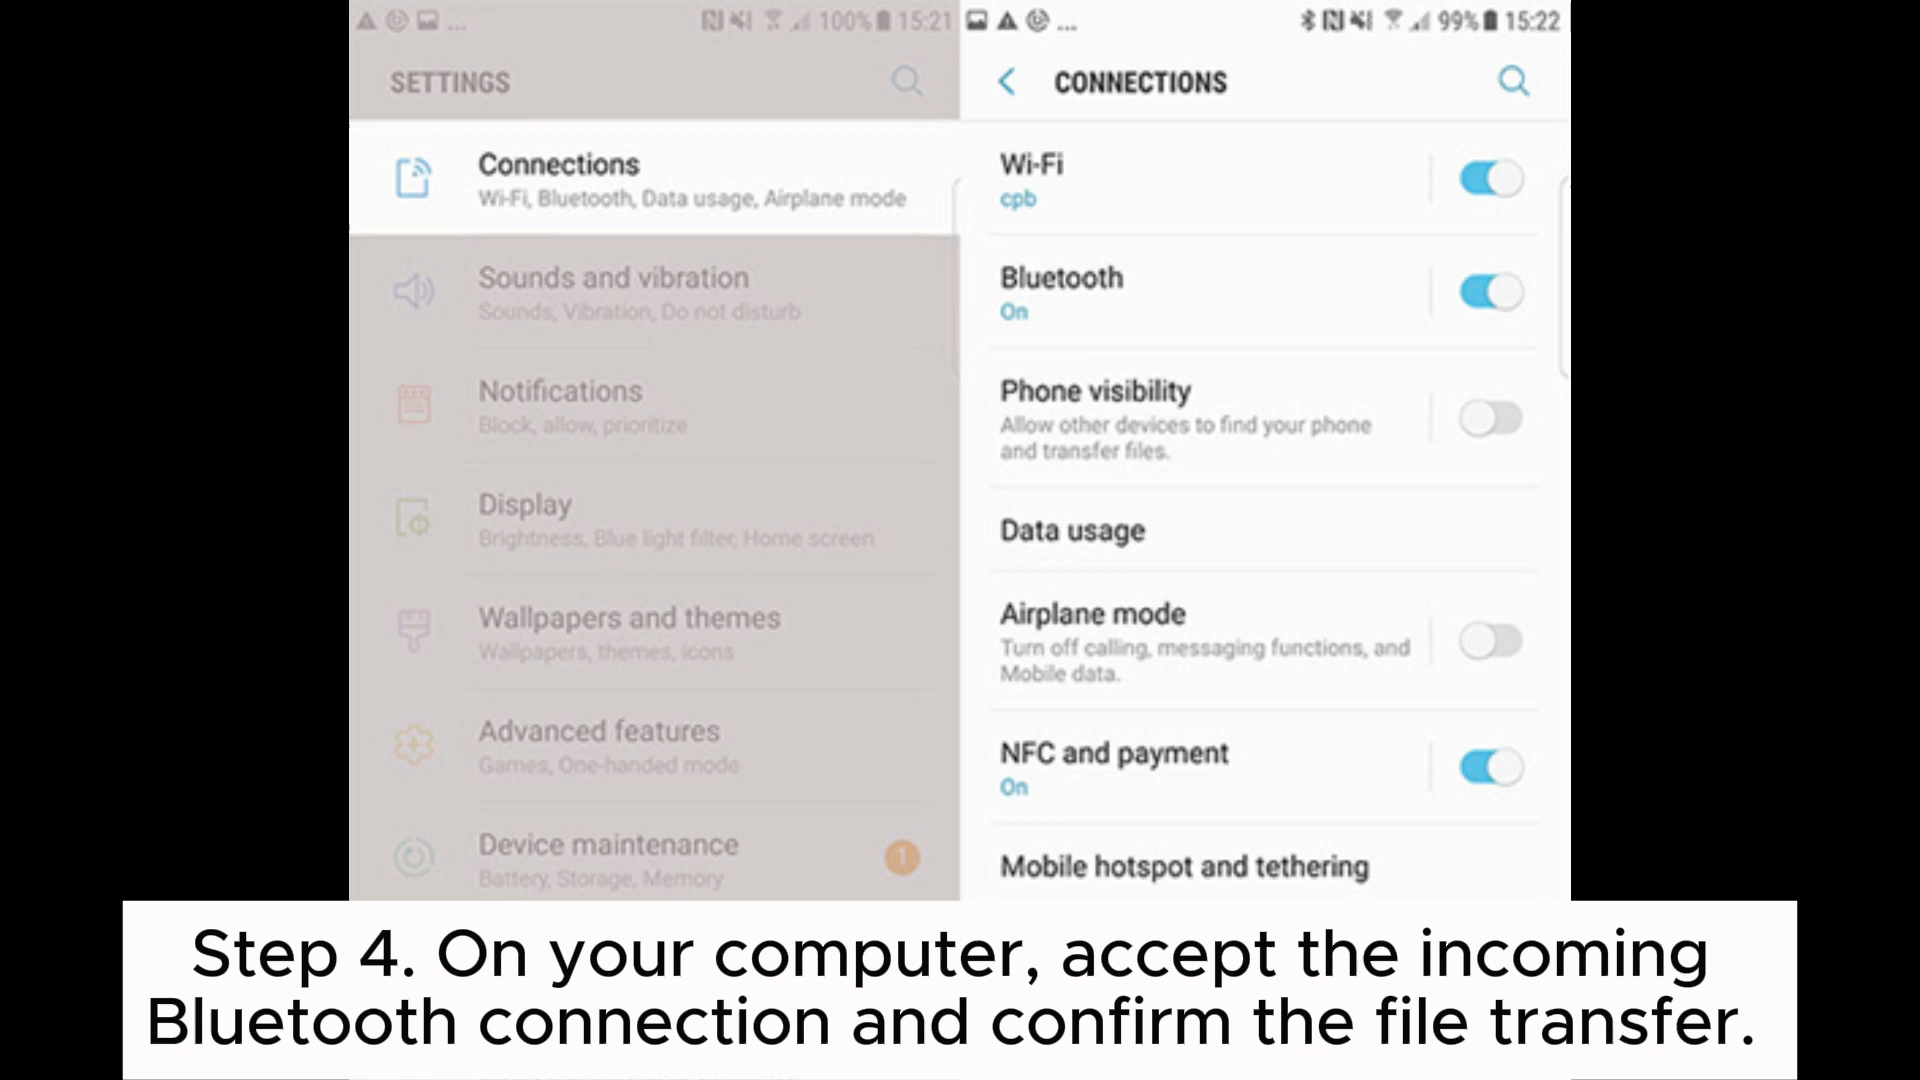 ... 100% 15:21
SETTINGS
Connections
Wi-Fi, Bluetooth, Data usage, Airplane mode
Sounds and vibration
Sounds, Vibration, Do not disturb
Notifications
Block, allow, prioritize
Display
Brightness, Blue light filter, Home screen
Wallpapers and themes
Wallpapers, themes, icons
Advanced features
Games, One-handed mode
Device maintenance
Battery, Storage, Memory
1
... 99% 15:22
CONNECTIONS
Wi-Fi
cpb
Bluetooth
On
Phone visibility
Allow other devices to find your phone
and transfer files.
Data usage
Airplane mode
Turn off calling, messaging functions, and
Mobile data.
NFC and payment
On
Mobile hotspot and tethering
Step 4. On your computer, accept the incoming
Bluetooth connection and confirm the file transfer.